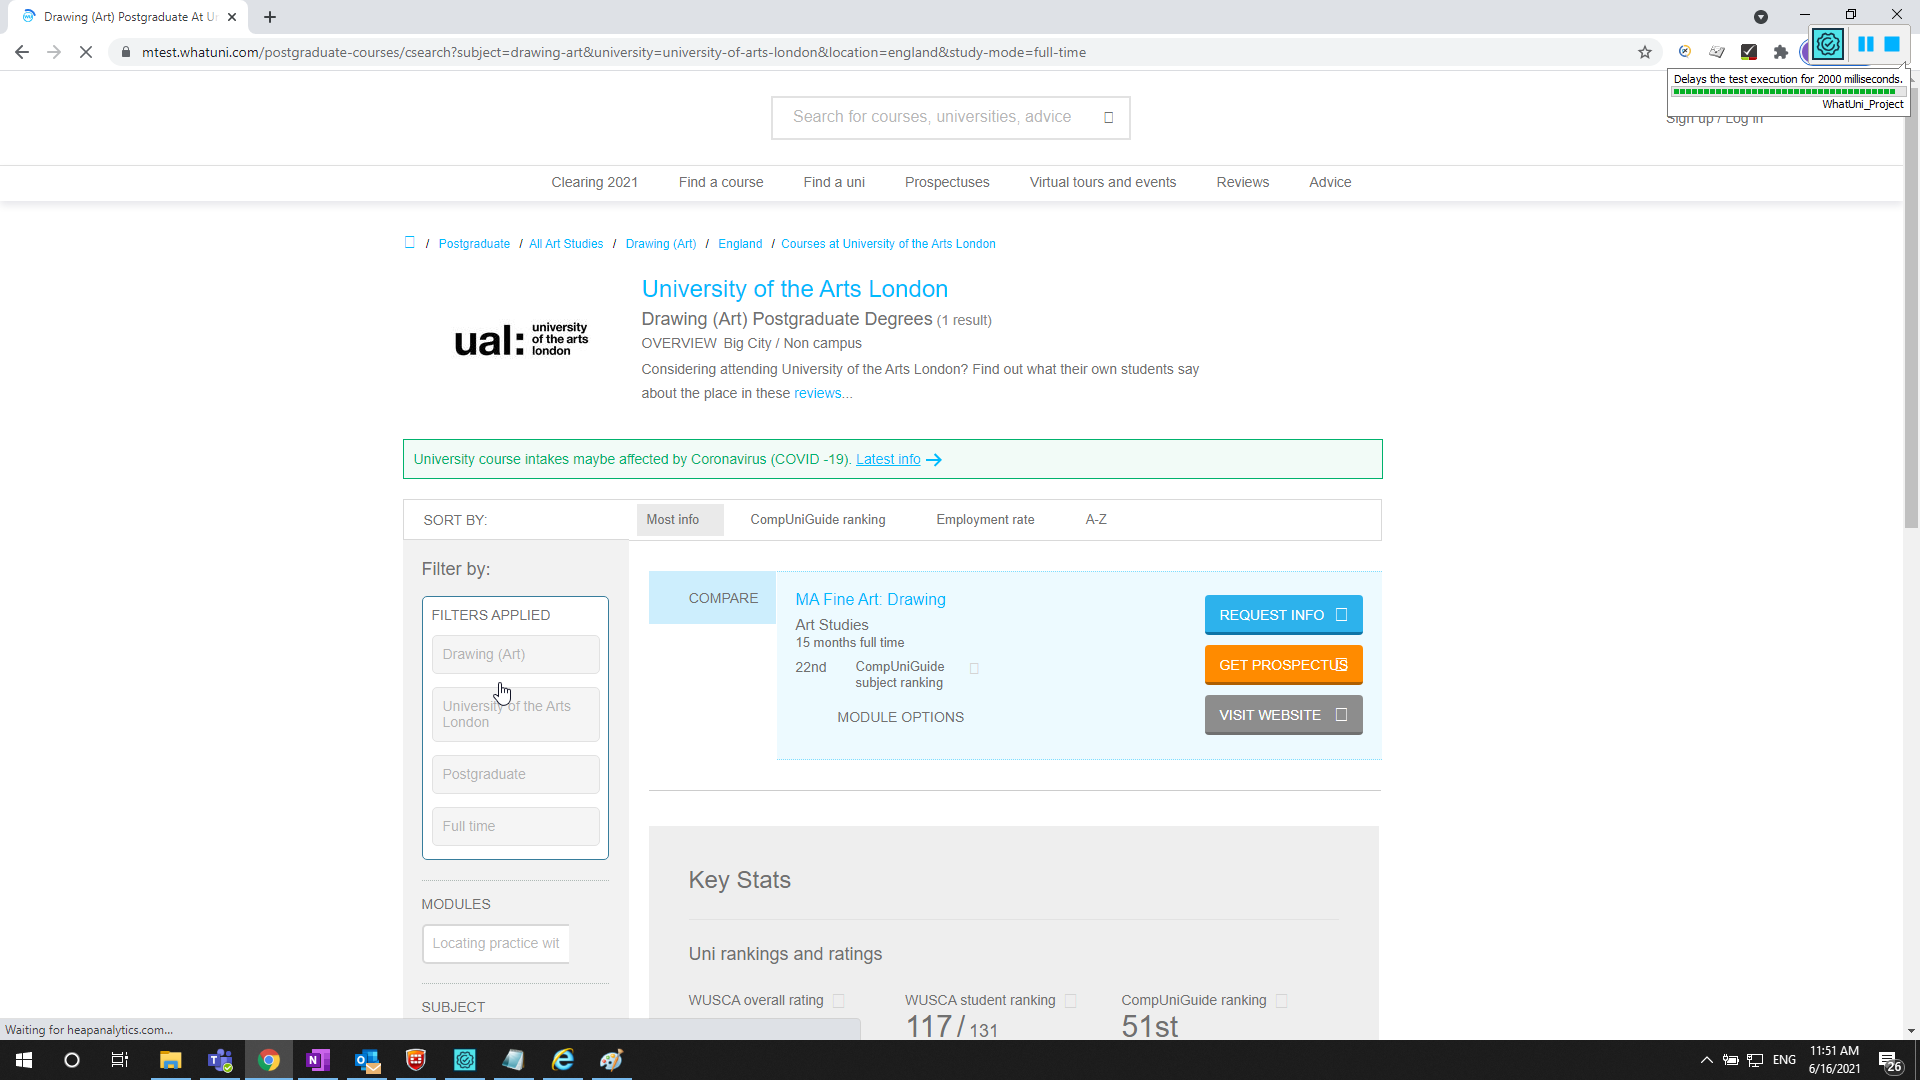 Drawing (Art) Postgraduate At U
mtest.whatuni.com/postgraduate-courses/csearch?subject=drawing-art&university=university-of-arts-london&location=england&study-mode=full-time
Delays the test execution for 2000 milliseconds.
WhatUni_Project
Search for courses, universities, advice
Sign up / Log in
Clearing 2021 Find a course Find a uni Prospectuses Virtual tours and events Reviews Advice
/ Postgraduate / All Art Studies / Drawing (Art) / England / Courses at University of the Arts London
ual: university
of the arts
london
University of the Arts London
Drawing (Art) Postgraduate Degrees (1 result)
OVERVIEW Big City / Non campus
Considering attending University of the Arts London? Find out what their own students say
about the place in these reviews...
University course intakes maybe affected by Coronavirus (COVID -19). Latest info
SORT BY: Most info CompUniGuide ranking Employment rate A-Z
Filter by:
FILTERS APPLIED
Drawing (Art)
University of the Arts
London
Postgraduate
Full time
MODULES
Locating practice wit
SUBJECT
COMPARE
MA Fine Art: Drawing
Art Studies
15 months full time
22nd CompUniGuide
subject ranking
MODULE OPTIONS
REQUEST INFO
GET PROSPECTUS
VISIT WEBSITE
Key Stats
Uni rankings and ratings
WUSCA overall rating WUSCA student ranking CompUniGuide ranking
117 / 131 51st
Waiting for heapanalytics.com...
ENG
11:51 AM
6/16/2021
26